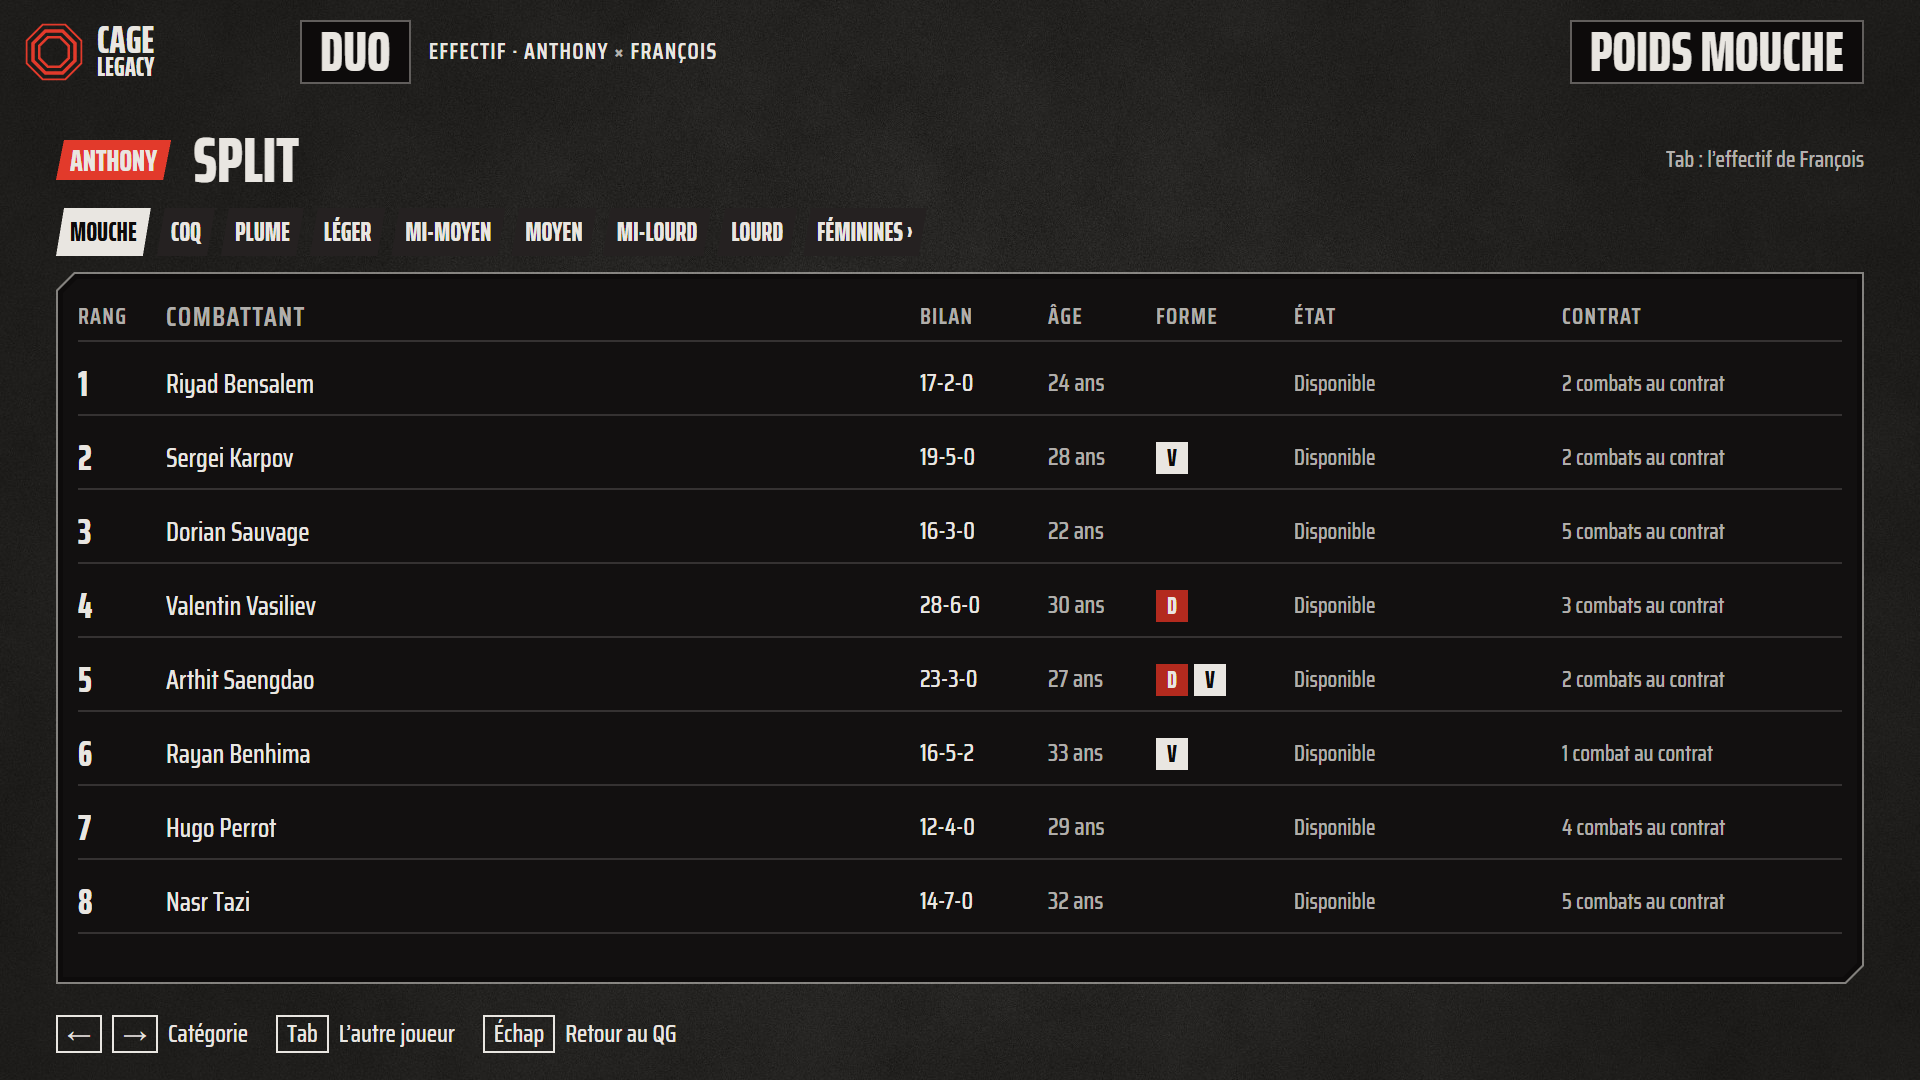 CAGE
LEGACY
DUO
EFFECTIF · ANTHONY × FRANÇOIS
POIDS MOUCHE
ANTHONY
SPLIT
Tab : l'effectif de François
MOUCHE COQ PLUME LÉGER MI-MOYEN MOYEN MI-LOURD LOURD FÉMININES ›
RANG COMBATTANT BILAN ÂGE FORME ÉTAT CONTRAT
1 Riyad Bensalem 17-2-0 24 ans Disponible 2 combats au contrat
2 Sergei Karpov 19-5-0 28 ans V Disponible 2 combats au contrat
3 Dorian Sauvage 16-3-0 22 ans Disponible 5 combats au contrat
4 Valentin Vasiliev 28-6-0 30 ans D Disponible 3 combats au contrat
5 Arthit Saengdao 23-3-0 27 ans D V Disponible 2 combats au contrat
6 Rayan Benhima 16-5-2 33 ans V Disponible 1 combat au contrat
7 Hugo Perrot 12-4-0 29 ans Disponible 4 combats au contrat
8 Nasr Tazi 14-7-0 32 ans Disponible 5 combats au contrat
← → Catégorie Tab L'autre joueur Échap Retour au QG